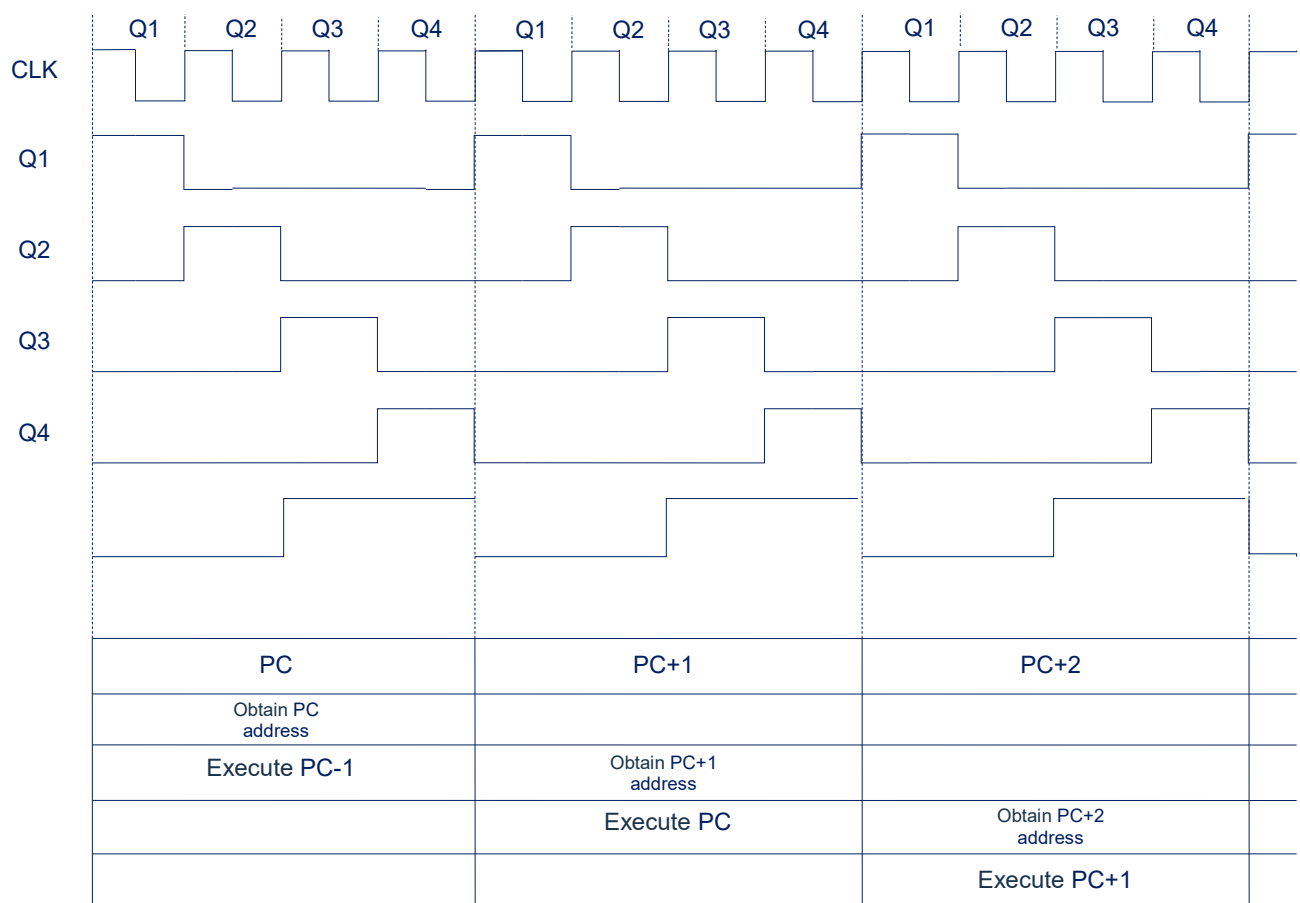 Q1 Q2 Q3 Q4 Q1 Q2 Q3 Q4 Q1 Q2 Q3 Q4
CLK
Q1
Q2
Q3
Q4
PC PC+1 PC+2
Obtain PC
address
Execute PC-1
Obtain PC+1
address
Execute PC
Obtain PC+2
address
Execute PC+1